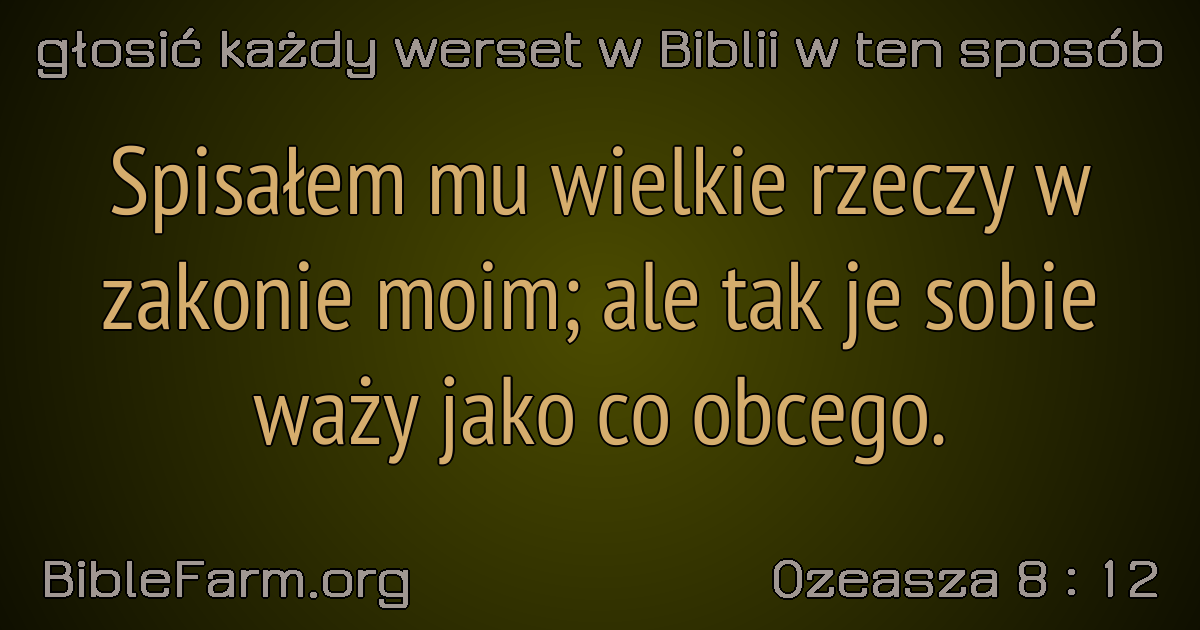 głosić każdy werset w Biblii w ten sposób
Spisałem mu wielkie rzeczy w
zakonie moim; ale tak je sobie
waży jako co obcego.
BibleFarm.org
Ozeasza 8 : 12